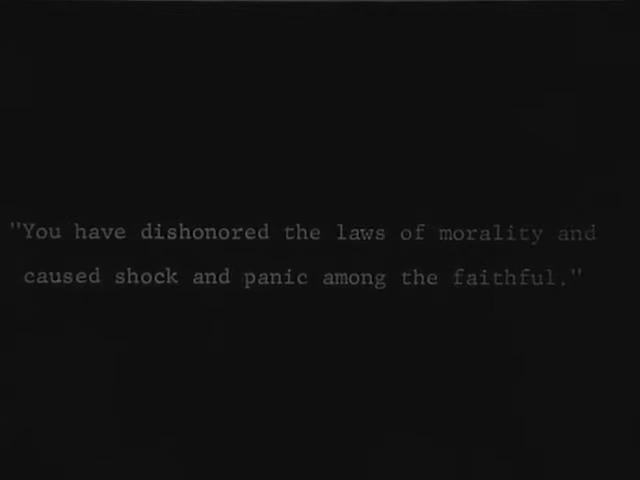 "You have dishonored the laws of morality and
caused shock and panic among the faithful."